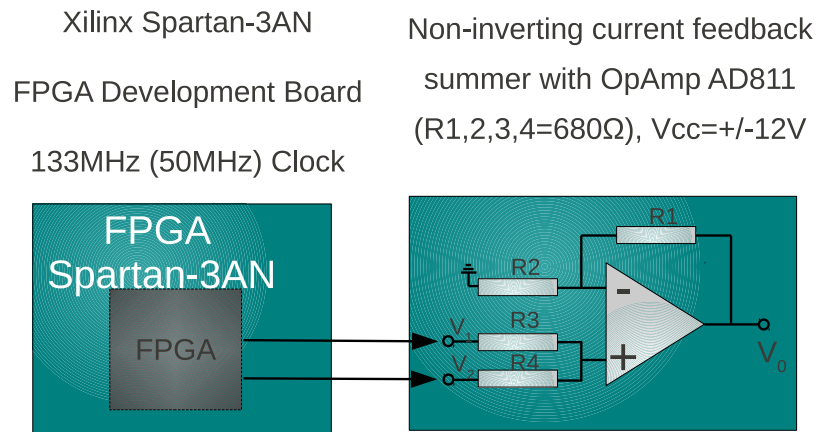 Xilinx Spartan-3AN
FPGA Development Board
133MHz (50MHz) Clock
Non-inverting current feedback
summer with OpAmp AD811
(R1,2,3,4=680Ω), Vcc=+/-12V
FPGA
Spartan-3AN
FPGA
R1
R2
-
V1
R3
V2
R4
+
V0